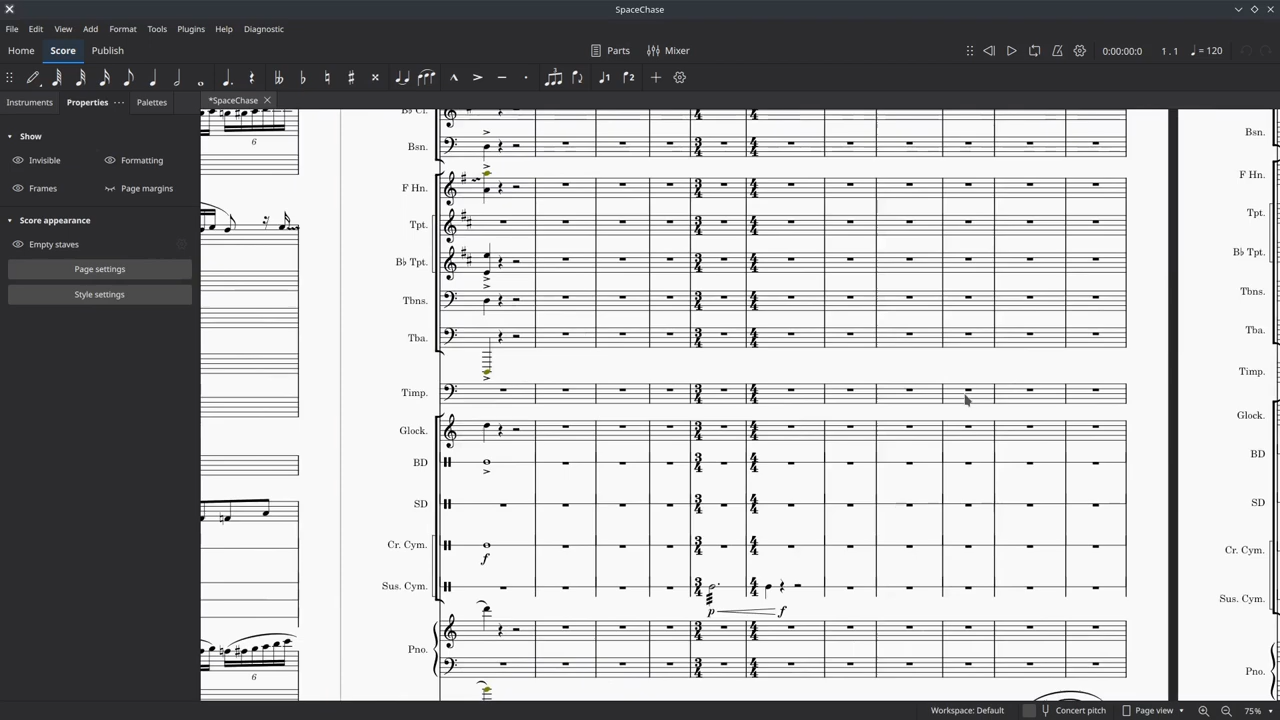 SpaceChase
File Edit View Add Format Tools Plugins Help Diagnostic
Home Score Publish Parts Mixer 0:00:00:0 1 . 1 = 120
Instruments Properties Palettes *SpaceChase
Show
Invisible Formatting
Frames Page margins
Score appearance
Empty staves
Page settings
Style settings
6
6
B♭ Cl.
Bsn.
F Hn.
Tpt.
B♭ Tpt.
Tbns.
Tba.
Timp.
Glock.
BD
SD
Cr. Cym.
f
Sus. Cym.
p f
Pno.
Bsn.
F Hn.
Tpt.
B♭ Tpt.
Tbns.
Tba.
Timp.
Glock.
BD
SD
Cr. Cym.
Sus. Cym.
Pno.
Workspace: Default Concert pitch Page view 75%